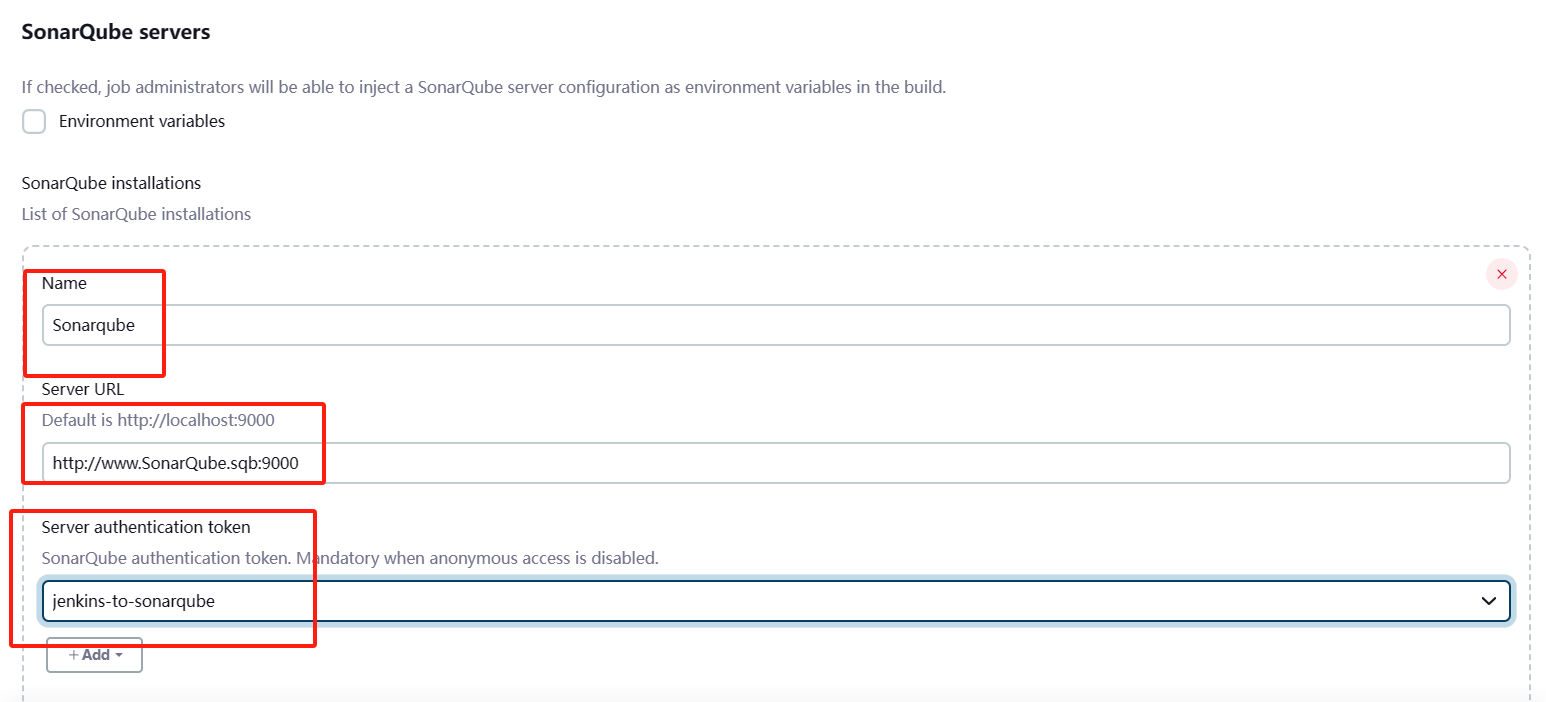 SonarQube servers
If checked, job administrators will be able to inject a SonarQube server configuration as environment variables in the build.
Environment variables
SonarQube installations
List of SonarQube installations
Name
Sonarqube
Server URL
Default is http://localhost:9000
http://www.SonarQube.sqb:9000
Server authentication token
SonarQube authentication token. Mandatory when anonymous access is disabled.
jenkins-to-sonarqube
+ Add